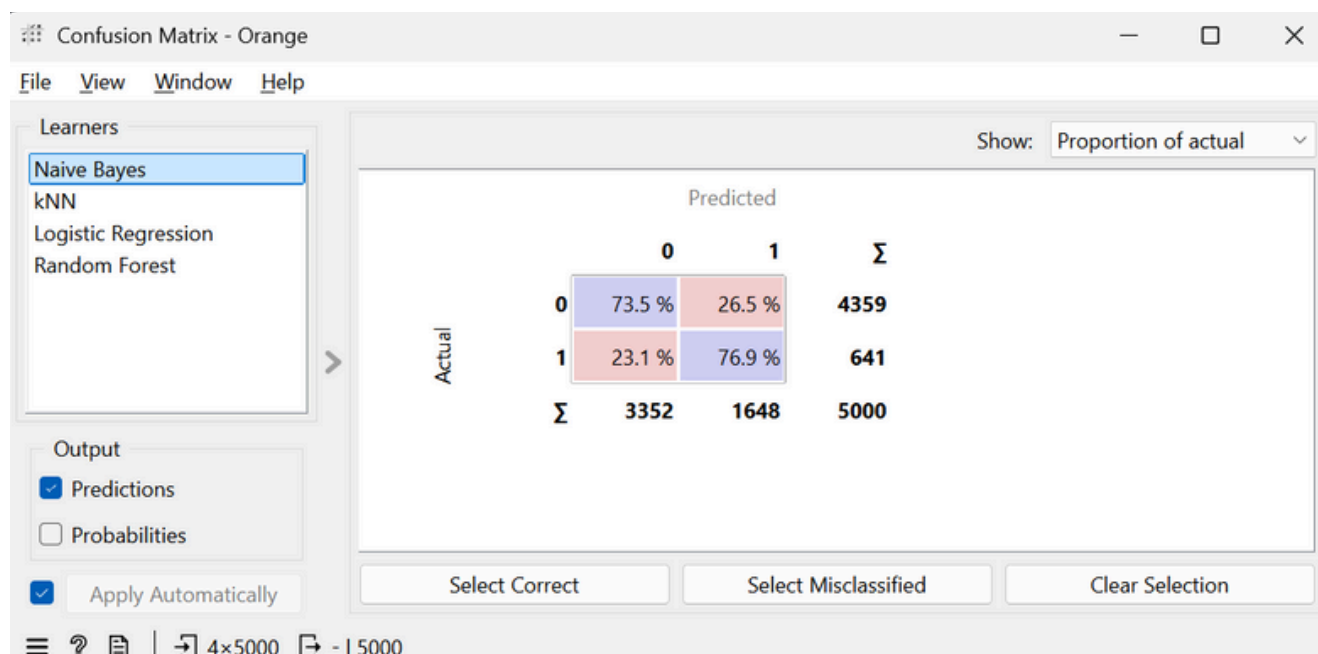 Confusion Matrix - Orange
File View Window Help
Learners
Naive Bayes
kNN
Logistic Regression
Random Forest
Show: Proportion of actual
Predicted
0 1 Σ
Actual
0 73.5 % 26.5 % 4359
1 23.1 % 76.9 % 641
Σ 3352 1648 5000
Output
Predictions
Probabilities
Apply Automatically
Select Correct Select Misclassified Clear Selection
4×5000 - | 5000